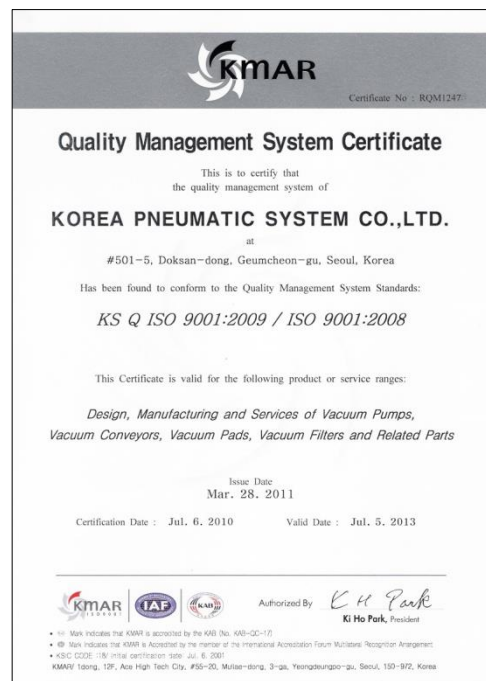 KMAR
Certificate No : RQM1247
Quality Management System Certificate
This is to certify that
the quality management system of
KOREA PNEUMATIC SYSTEM CO.,LTD.
at
#501-5, Doksan-dong, Geumcheon-gu, Seoul, Korea
Has been found to conform to the Quality Management System Standards:
KS Q ISO 9001:2009 / ISO 9001:2008
This Certificate is valid for the following product or service ranges:
Design, Manufacturing and Services of Vacuum Pumps,
Vacuum Conveyors, Vacuum Pads, Vacuum Filters and Related Parts
Issue Date
Mar. 28. 2011
Certification Date : Jul. 6. 2010 Valid Date : Jul. 5. 2013
KMAR IAF KAB Authorized By K H Park
ISO9001
Ki Ho Park, President
Mark indicates that KMAR is accredited by the KAB (No. KAB-QC-17)
Mark indicates that KMAR is Accredited by the member of the International Accreditation Forum Multilateral Recognition Arrangement
KSIC CODE :18/ Initial certification date: Jul. 6. 2001
KMAR/ 1dong, 12F, Ace High Tech City, #55-20, Mullae-dong, 3-ga, Yeongdeungpo-gu, Seoul, 150-972, Korea